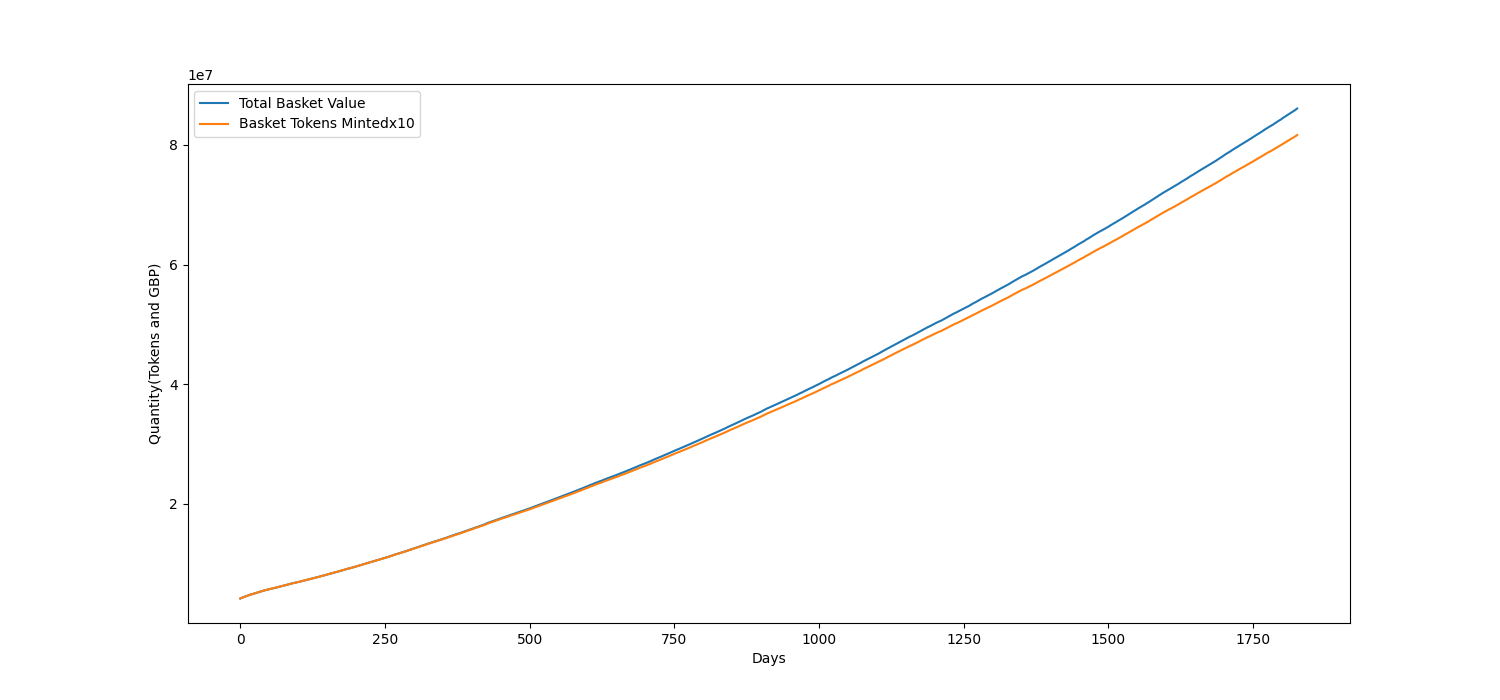 1e7
Total Basket Value
Basket Tokens Mintedx10
8
6
4
2
Quantity(Tokens and GBP)
0 250 500 750 1000 1250 1500 1750
Days